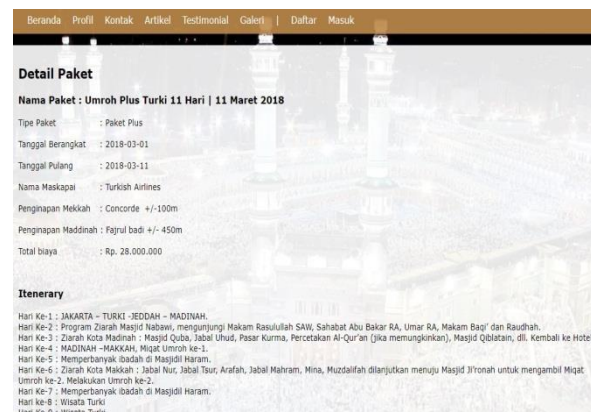 Beranda Profil Kontak Artikel Testimonial Galeri | Daftar Masuk
Detail Paket
Nama Paket : Umroh Plus Turki 11 Hari | 11 Maret 2018
Tipe Paket : Paket Plus
Tanggal Berangkat : 2018-03-01
Tanggal Pulang : 2018-03-11
Nama Maskapai : Turkish Airlines
Penginapan Mekkah : Concorde +/-100m
Penginapan Maddinah : Fajrul badi +/- 450m
Total biaya : Rp. 28.000.000
Itenerary
Hari Ke-1 : JAKARTA – TURKI -JEDDAH – MADINAH.
Hari Ke-2 : Program Ziarah Masjid Nabawi, mengunjungi Makam Rasulullah SAW, Sahabat Abu Bakar RA, Umar RA, Makam Baqi' dan Raudhah.
Hari Ke-3 : Ziarah Kota Madinah : Masjid Quba, Jabal Uhud, Pasar Kurma, Percetakan Al-Qur'an (jika memungkinkan), Masjid Qiblatain, dll. Kembali ke Hote
Hari Ke-4 : MADINAH –MAKKAH, Miqat Umroh ke-1.
Hari Ke-5 : Memperbanyak ibadah di Masjidil Haram.
Hari Ke-6 : Ziarah Kota Makkah : Jabal Nur, Jabal Tsur, Arafah, Jabal Mahram, Mina, Muzdalifah dilanjutkan menuju Masjid Ji'ronah untuk mengambil Miqat
Umroh ke-2. Melakukan Umroh ke-2.
Hari Ke-7 : Memperbanyak ibadah di Masjidil Haram.
Hari ke-8 : Wisata Turki
Hari Ke-9 : Wisata Turki